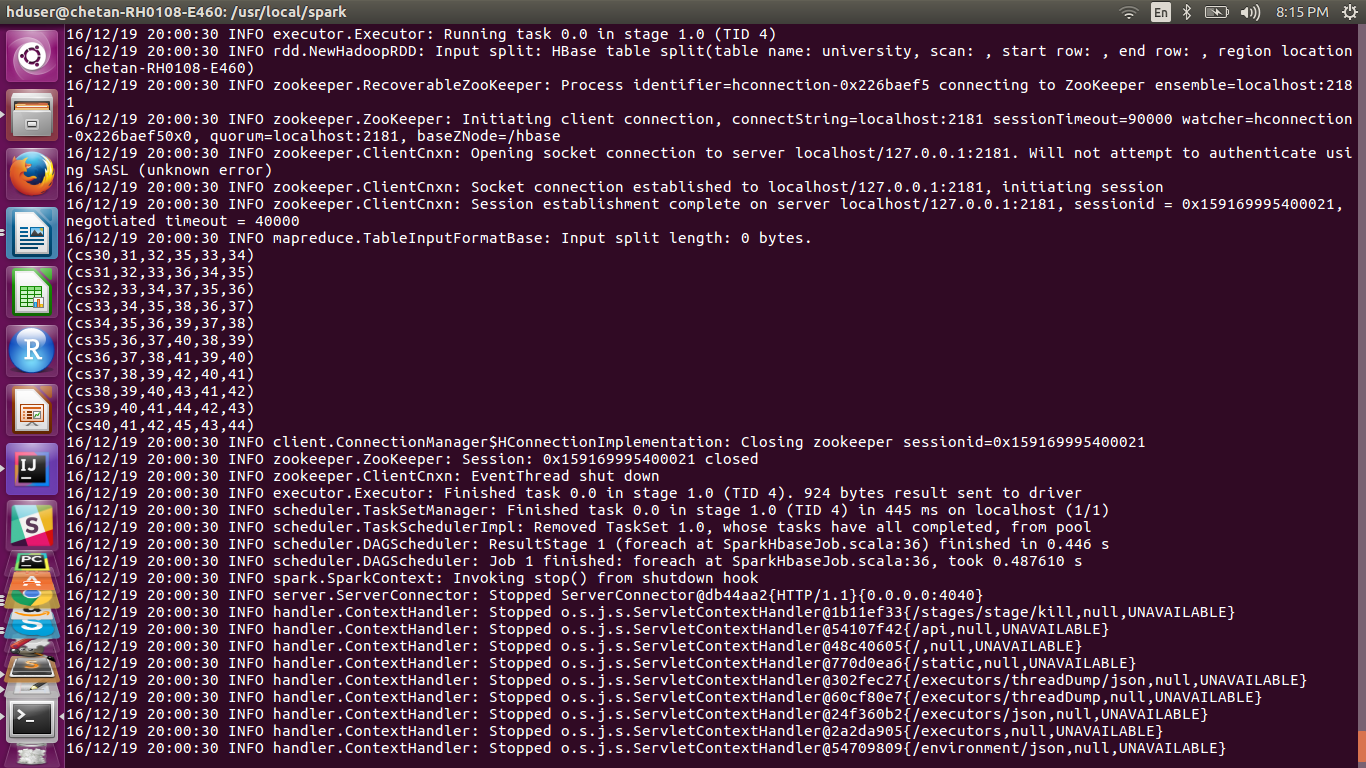 hduser@chetan-RH0108-E460: /usr/local/spark
En
8:15 PM
16/12/19 20:00:30 INFO executor.Executor: Running task 0.0 in stage 1.0 (TID 4)
16/12/19 20:00:30 INFO rdd.NewHadoopRDD: Input split: HBase table split(table name: university, scan: , start row: , end row: , region location
: chetan-RH0108-E460)
16/12/19 20:00:30 INFO zookeeper.RecoverableZooKeeper: Process identifier=hconnection-0x226baef5 connecting to ZooKeeper ensemble=localhost:218
1
16/12/19 20:00:30 INFO zookeeper.ZooKeeper: Initiating client connection, connectString=localhost:2181 sessionTimeout=90000 watcher=hconnection
-0x226baef50x0, quorum=localhost:2181, baseZNode=/hbase
16/12/19 20:00:30 INFO zookeeper.ClientCnxn: Opening socket connection to server localhost/127.0.0.1:2181. Will not attempt to authenticate usi
ng SASL (unknown error)
16/12/19 20:00:30 INFO zookeeper.ClientCnxn: Socket connection established to localhost/127.0.0.1:2181, initiating session
16/12/19 20:00:30 INFO zookeeper.ClientCnxn: Session establishment complete on server localhost/127.0.0.1:2181, sessionid = 0x159169995400021, 
negotiated timeout = 40000
16/12/19 20:00:30 INFO mapreduce.TableInputFormatBase: Input split length: 0 bytes.
(cs30,31,32,35,33,34)
(cs31,32,33,36,34,35)
(cs32,33,34,37,35,36)
(cs33,34,35,38,36,37)
(cs34,35,36,39,37,38)
(cs35,36,37,40,38,39)
(cs36,37,38,41,39,40)
(cs37,38,39,42,40,41)
(cs38,39,40,43,41,42)
(cs39,40,41,44,42,43)
(cs40,41,42,45,43,44)
16/12/19 20:00:30 INFO client.ConnectionManager$HConnectionImplementation: Closing zookeeper sessionid=0x159169995400021
16/12/19 20:00:30 INFO zookeeper.ZooKeeper: Session: 0x159169995400021 closed
16/12/19 20:00:30 INFO zookeeper.ClientCnxn: EventThread shut down
16/12/19 20:00:30 INFO executor.Executor: Finished task 0.0 in stage 1.0 (TID 4). 924 bytes result sent to driver
16/12/19 20:00:30 INFO scheduler.TaskSetManager: Finished task 0.0 in stage 1.0 (TID 4) in 445 ms on localhost (1/1)
16/12/19 20:00:30 INFO scheduler.TaskSchedulerImpl: Removed TaskSet 1.0, whose tasks have all completed, from pool
16/12/19 20:00:30 INFO scheduler.DAGScheduler: ResultStage 1 (foreach at SparkHbaseJob.scala:36) finished in 0.446 s
16/12/19 20:00:30 INFO scheduler.DAGScheduler: Job 1 finished: foreach at SparkHbaseJob.scala:36, took 0.487610 s
16/12/19 20:00:30 INFO spark.SparkContext: Invoking stop() from shutdown hook
16/12/19 20:00:30 INFO server.ServerConnector: Stopped ServerConnector@db44aa2{HTTP/1.1}{0.0.0.0:4040}
16/12/19 20:00:30 INFO handler.ContextHandler: Stopped o.s.j.s.ServletContextHandler@1b11ef33{/stages/stage/kill,null,UNAVAILABLE}
16/12/19 20:00:30 INFO handler.ContextHandler: Stopped o.s.j.s.ServletContextHandler@54107f42{/api,null,UNAVAILABLE}
16/12/19 20:00:30 INFO handler.ContextHandler: Stopped o.s.j.s.ServletContextHandler@48c40605{/,null,UNAVAILABLE}
16/12/19 20:00:30 INFO handler.ContextHandler: Stopped o.s.j.s.ServletContextHandler@770d0ea6{/static,null,UNAVAILABLE}
16/12/19 20:00:30 INFO handler.ContextHandler: Stopped o.s.j.s.ServletContextHandler@302fec27{/executors/threadDump/json,null,UNAVAILABLE}
16/12/19 20:00:30 INFO handler.ContextHandler: Stopped o.s.j.s.ServletContextHandler@60cf80e7{/executors/threadDump,null,UNAVAILABLE}
16/12/19 20:00:30 INFO handler.ContextHandler: Stopped o.s.j.s.ServletContextHandler@24f360b2{/executors/json,null,UNAVAILABLE}
16/12/19 20:00:30 INFO handler.ContextHandler: Stopped o.s.j.s.ServletContextHandler@2a2da905{/executors,null,UNAVAILABLE}
16/12/19 20:00:30 INFO handler.ContextHandler: Stopped o.s.j.s.ServletContextHandler@54709809{/environment/json,null,UNAVAILABLE}
R
IJ
S
PC